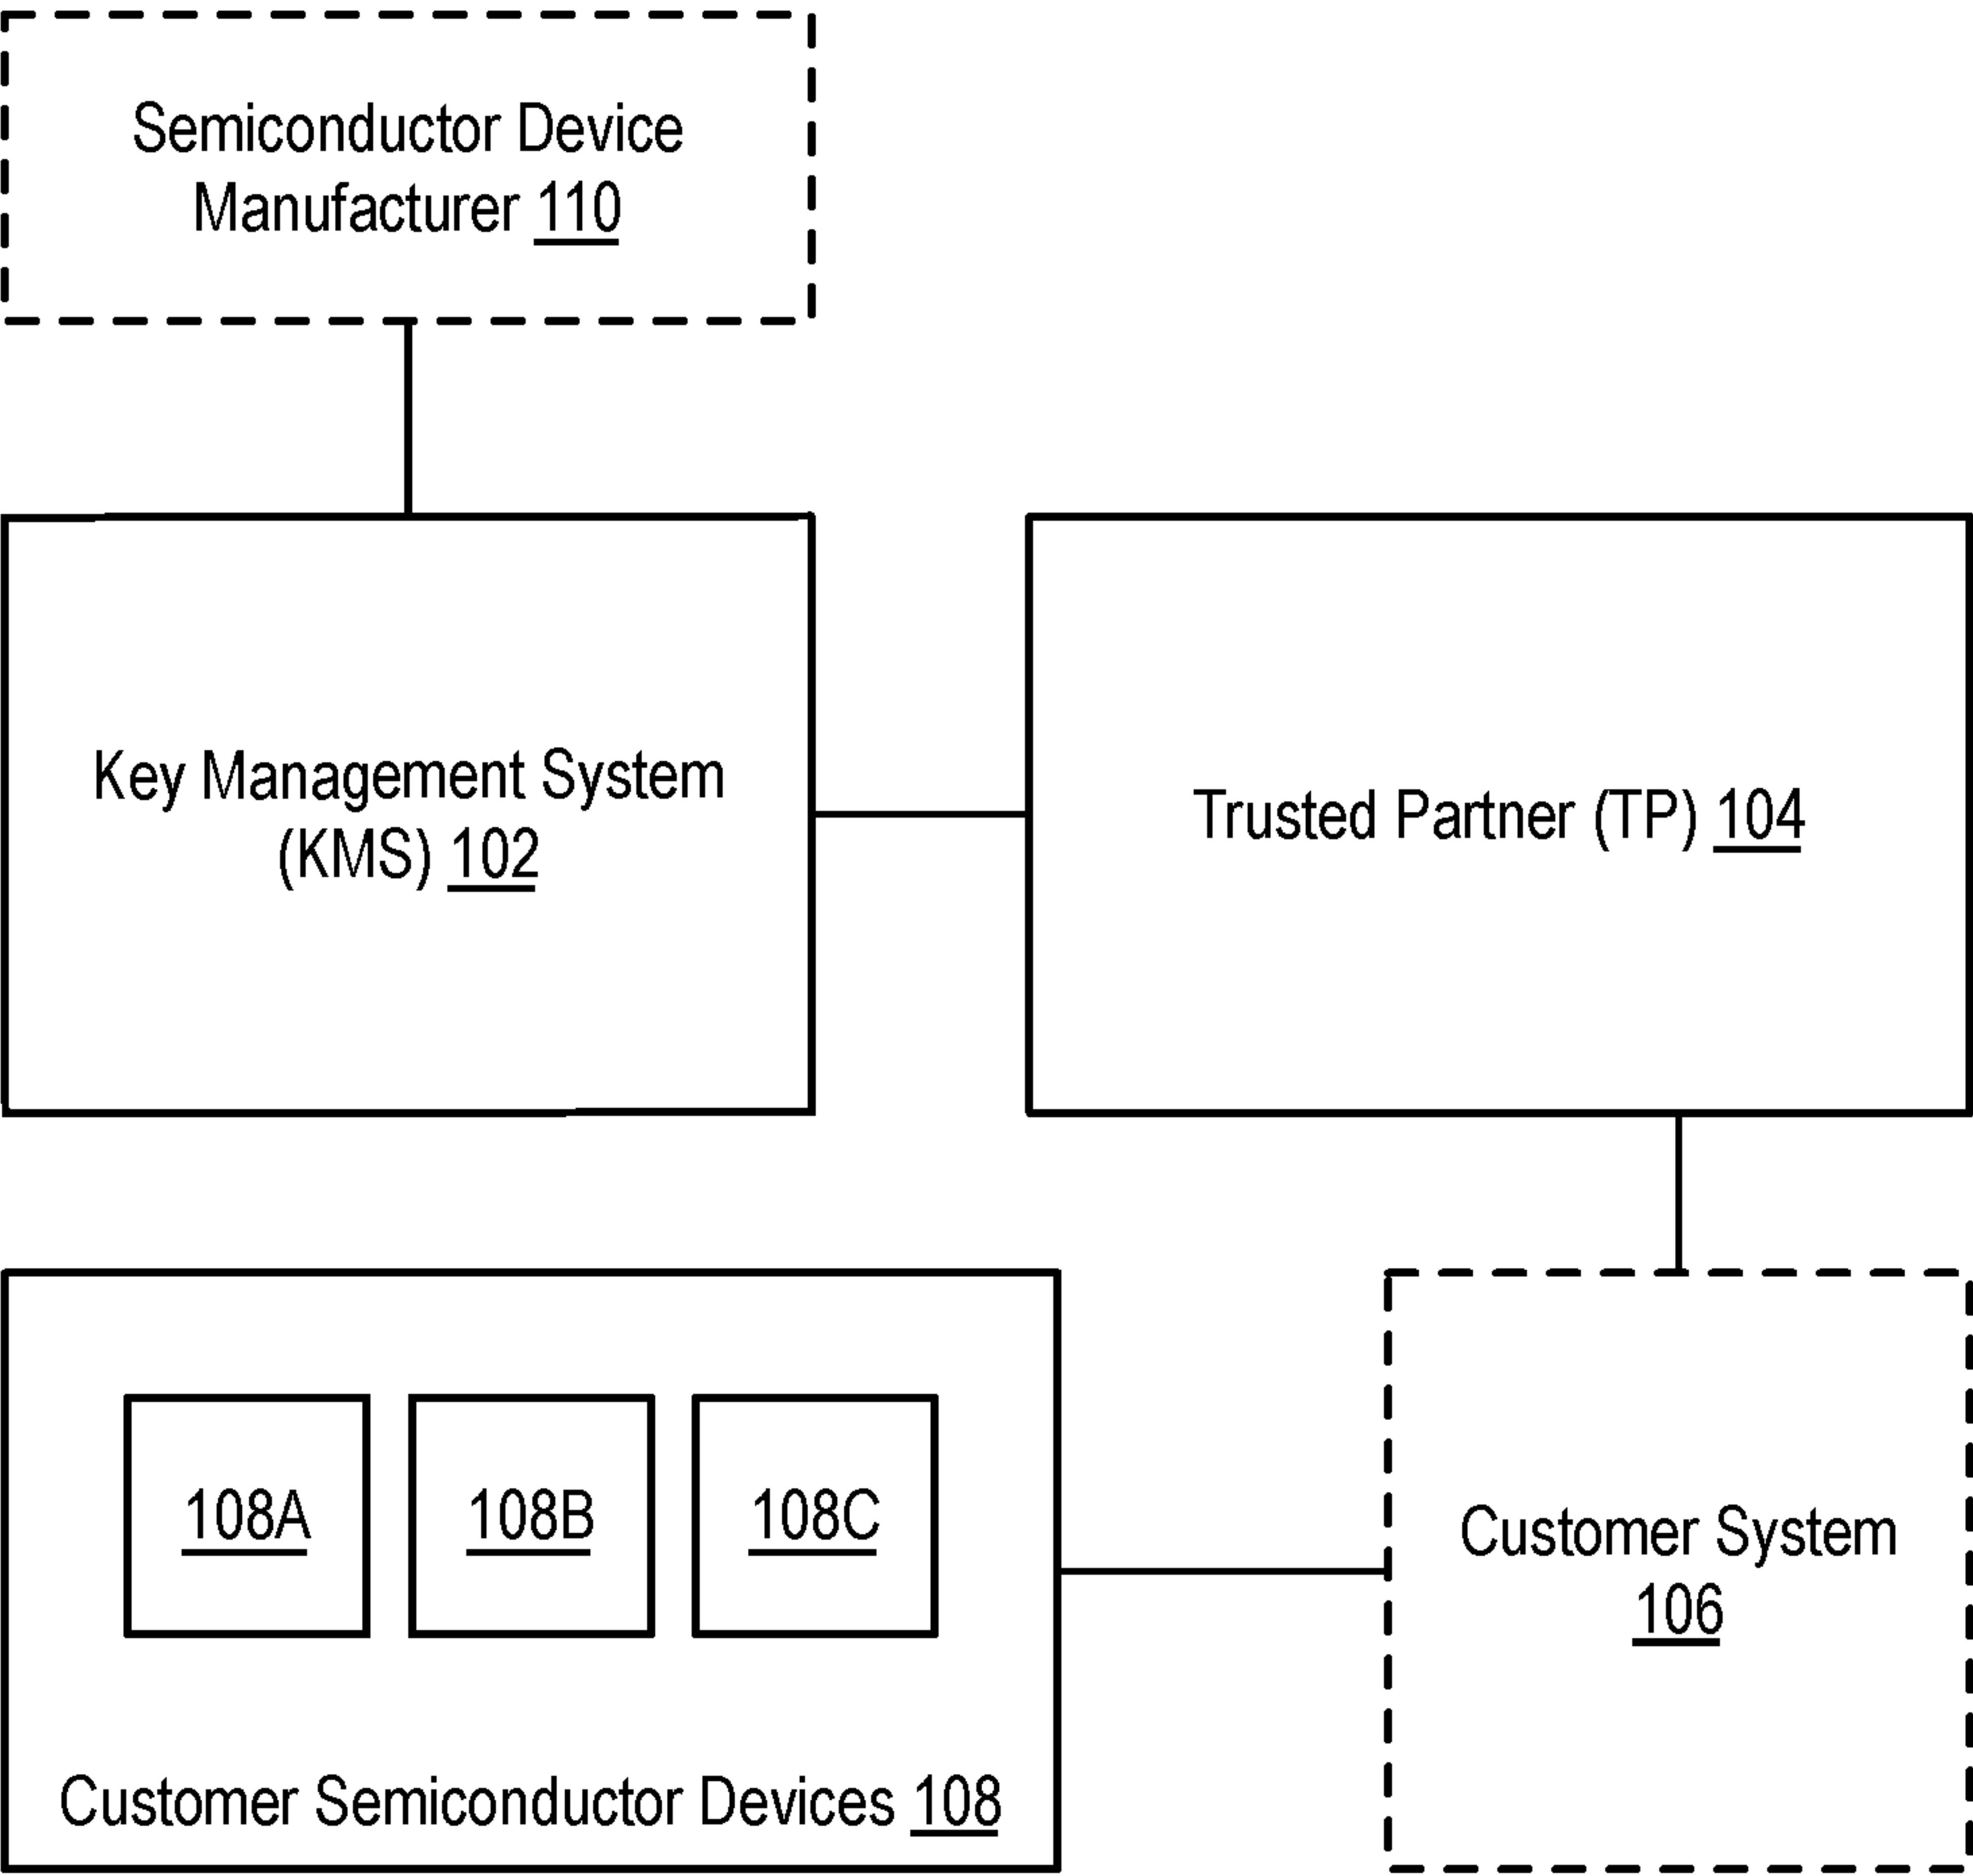 Semiconductor Device
Manufacturer 110
Key Management System
(KMS) 102
Trusted Partner (TP) 104
108A
108B
108C
Customer Semiconductor Devices 108
Customer System
106